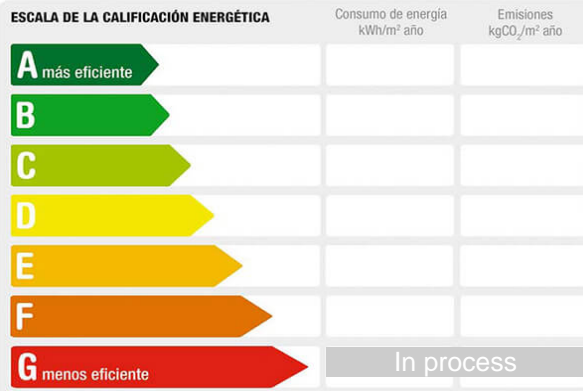 ESCALA DE LA CALIFICACIÓN ENERGÉTICA
Consumo de energía
kWh/m² año
Emisiones
kgCO₂/m² año
A más eficiente
B
C
D
E
F
G menos eficiente
In process